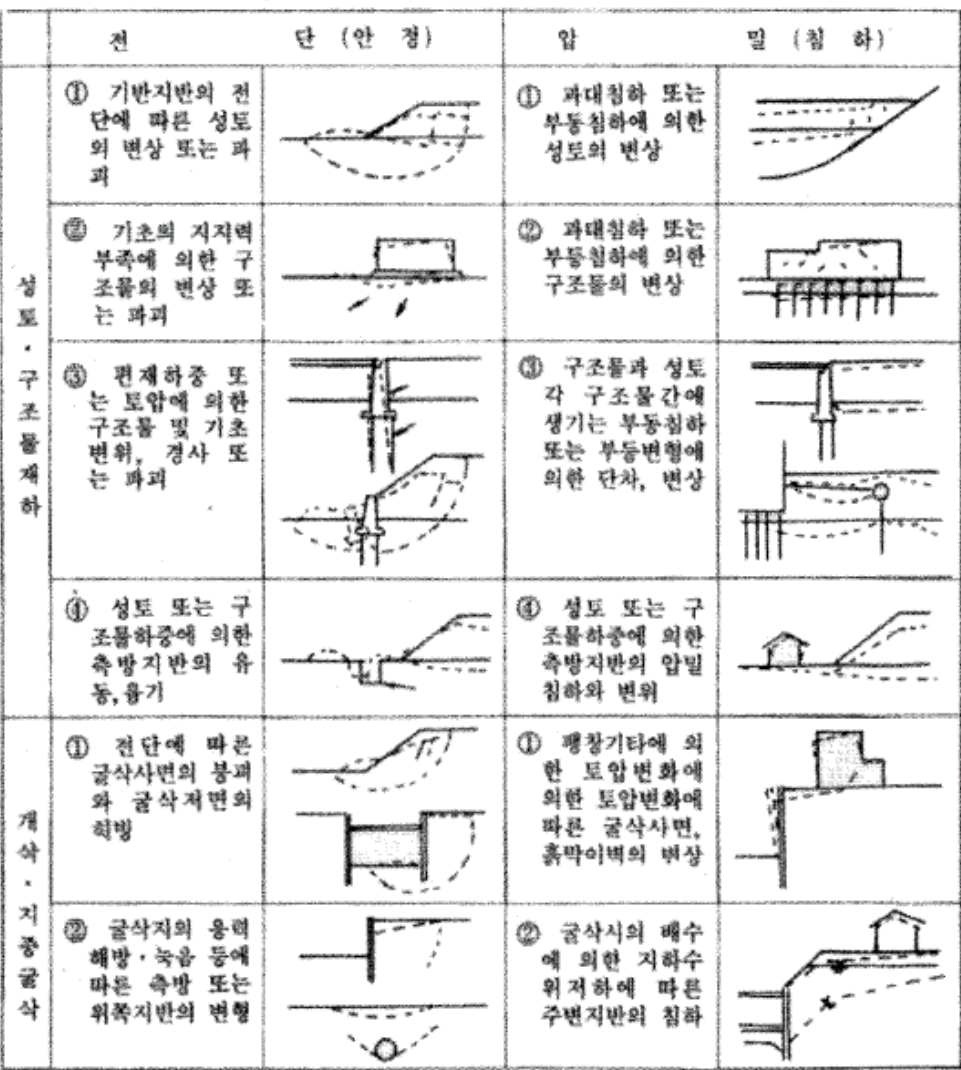 전 단 (안 정)
압 밀 (침 하)
성토·구조물재하
① 기반지반의 전
단에 따른 성토
의 변상 또는 파
괴
① 과대침하 또는
부동침하에 의한
성토의 변상
② 기초의 지지력
부족에 의한 구
조물의 변상 또
는 파괴
② 과대침하 또는
부등침하에 의한
구조물의 변상
③ 편재하중 또
는 토압에 의한
구조물 및 기초
변위, 경사 또
는 파괴
③ 구조물과 성토
각 구조물간에
생기는 부동침하
또는 부등변형에
의한 단차, 변상
④ 성토 또는 구
조물하중에 의한
측방지반의 유
동, 융기
④ 성토 또는 구
조물하중에 의한
측방지반의 압밀
침하와 변위
개삭·지중굴삭
① 전단에 따른
굴삭사면의 붕괴
와 굴삭저면의
히빙
① 팽창기타에 의
한 토압변화에
의한 토압변화에
따른 굴삭사면,
흙막이벽의 변상
② 굴삭지의 응력
해방·녹음 등에
따른 측방 또는
위쪽지반의 변형
② 굴삭시의 배수
에 의한 지하수
위저하에 따른
주변지반의 침하